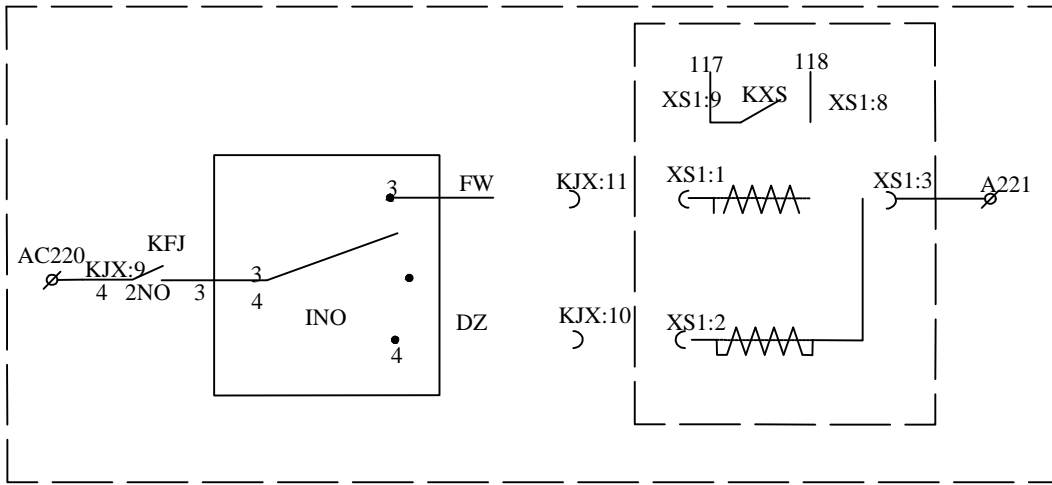 117 118
XS1:9 KXS XS1:8
3 FW KJX:11 XS1:1 XS1:3 A221
AC220 KJX:9 KFJ
4 2NO 3 3
4
INO DZ KJX:10 XS1:2
4